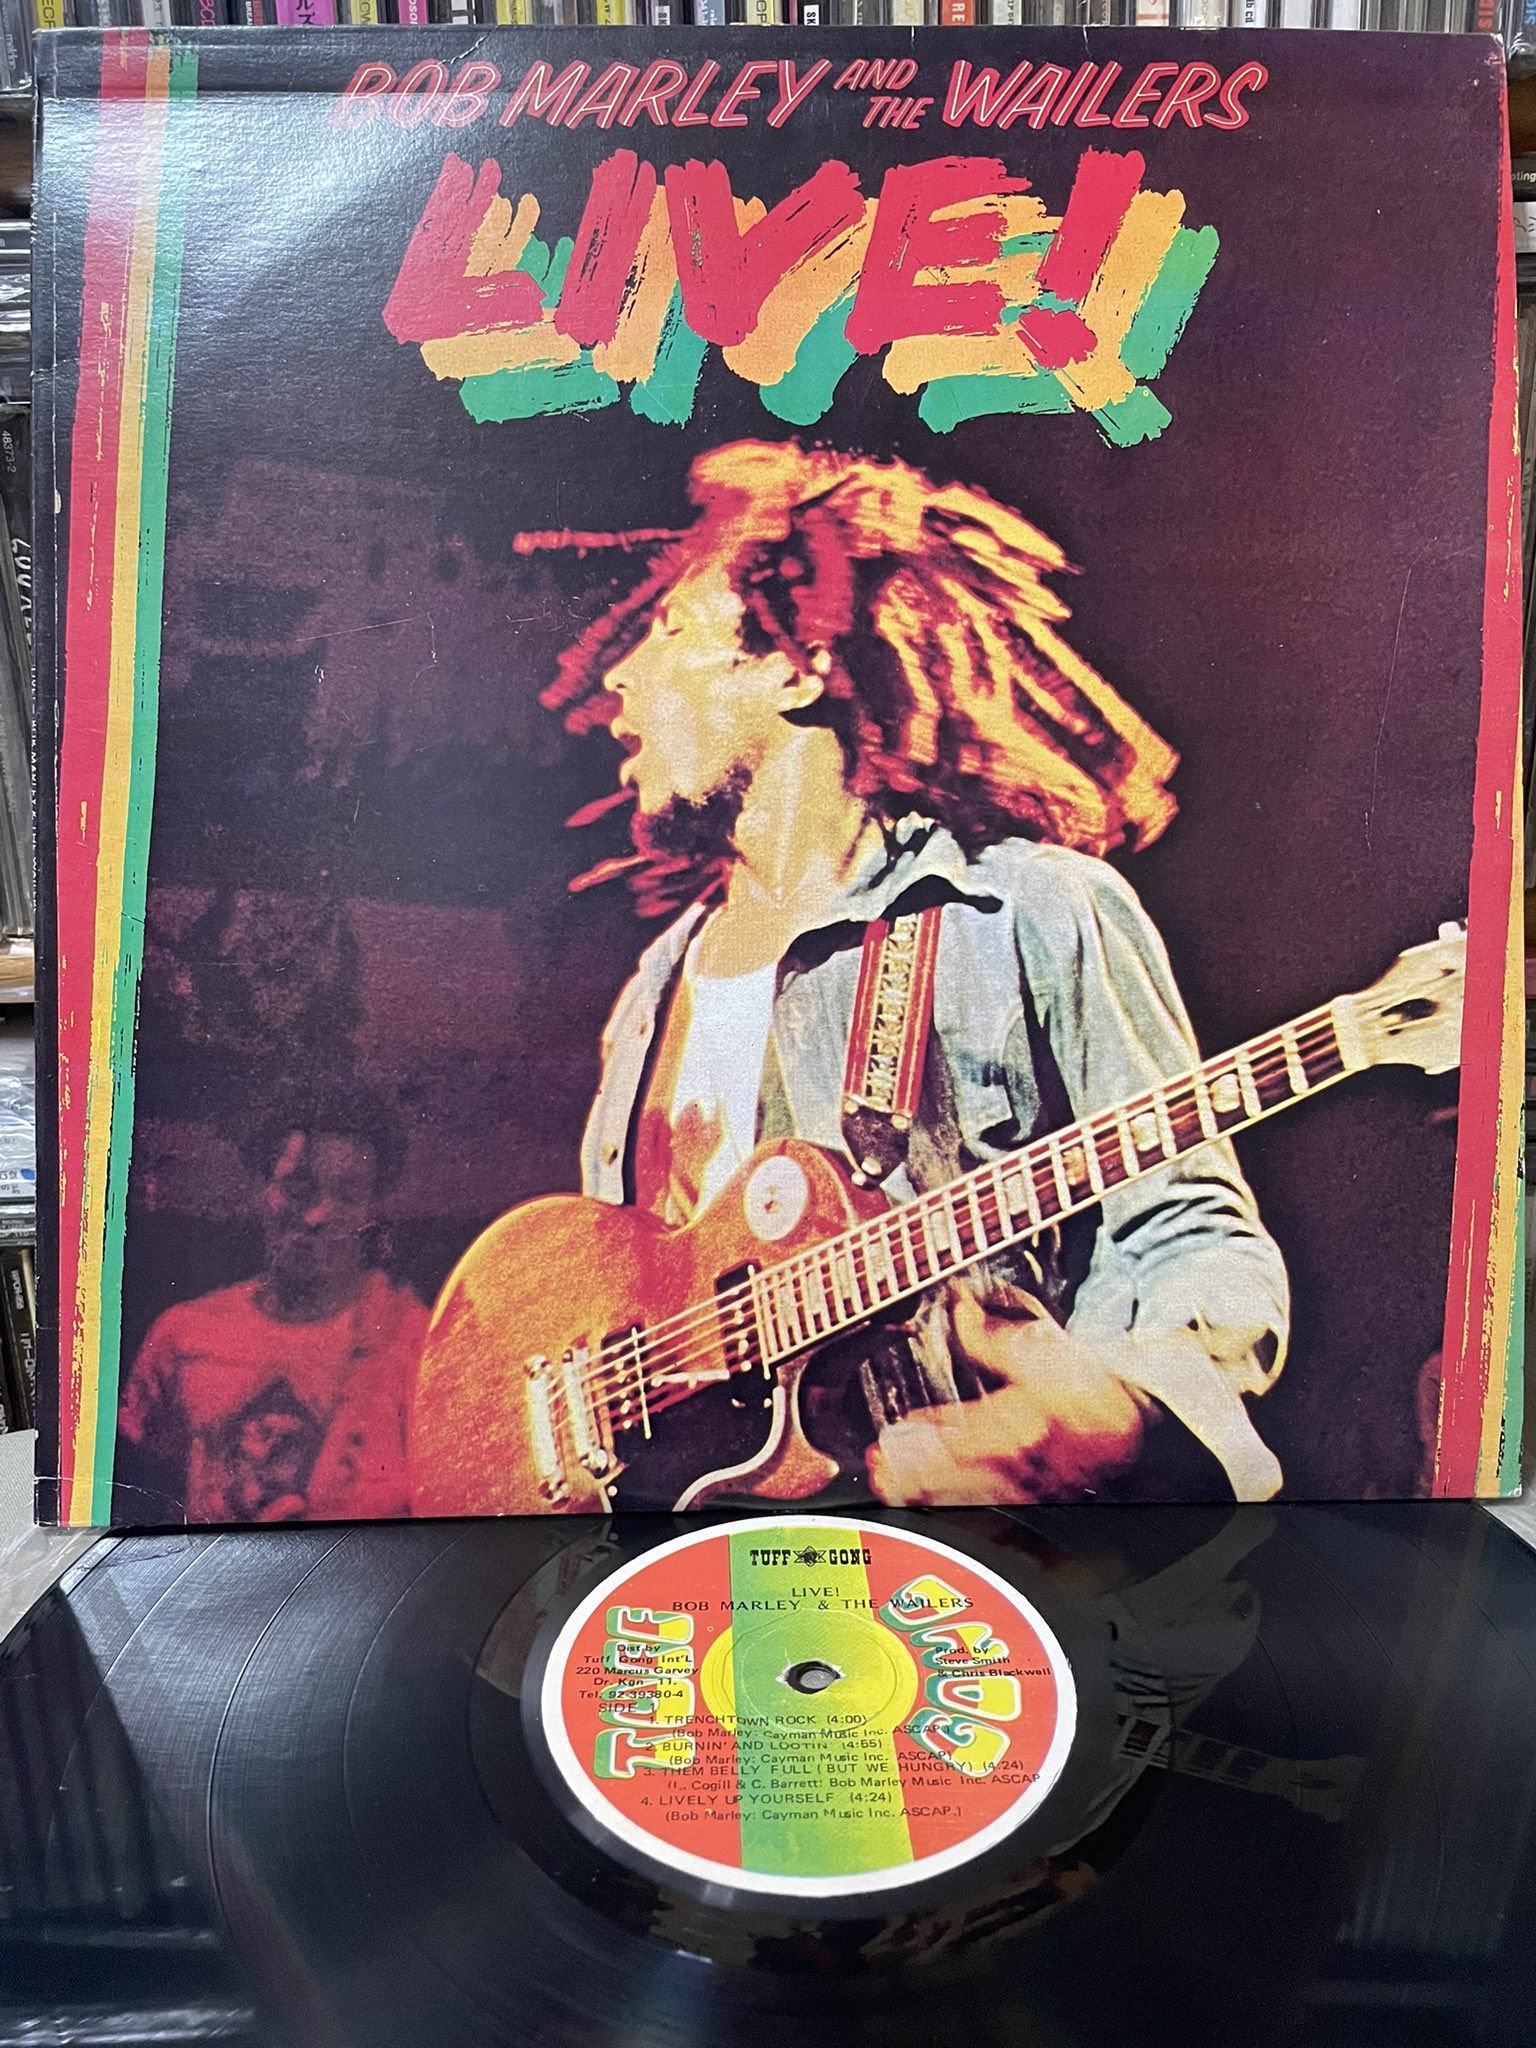 BOB MARLEY AND THE WAILERS
LIVE!
TUFF GONG
LIVE!
BOB MARLEY & THE WAILERS
TUFF GONG
Dist by
Tuff Gong Int'L
220 Marcus Garvey
Dr. Kgn 11.
Tel. 92-39380-4
Prod. by
Steve Smith
& Chris Blackwell
SIDE 1
1. TRENCHTOWN ROCK (4:00)
(Bob Marley: Cayman Music Inc. ASCAP.)
2. BURNIN' AND LOOTIN' (4:55)
(Bob Marley: Cayman Music Inc. ASCAP)
3. THEM BELLY FULL (BUT WE HUNGRY) (4:24)
(L. Cogill & C. Barrett: Bob Marley Music Inc. ASCAP
4. LIVELY UP YOURSELF (4:24)
(Bob Marley: Cayman Music Inc. ASCAP.)
48373-2